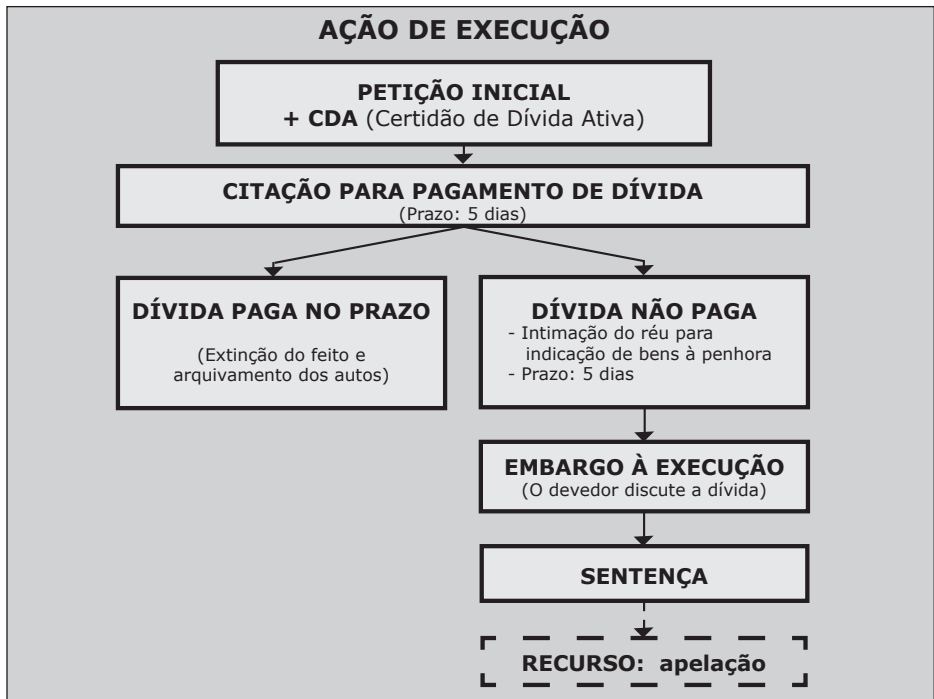 AÇÃO DE EXECUÇÃO
PETIÇÃO INICIAL
+ CDA (Certidão de Dívida Ativa)
CITAÇÃO PARA PAGAMENTO DE DÍVIDA
(Prazo: 5 dias)
DÍVIDA PAGA NO PRAZO
(Extinção do feito e
arquivamento dos autos)
DÍVIDA NÃO PAGA
- Intimação do réu para
indicação de bens à penhora
- Prazo: 5 dias
EMBARGO À EXECUÇÃO
(O devedor discute a dívida)
SENTENÇA
RECURSO: apelação